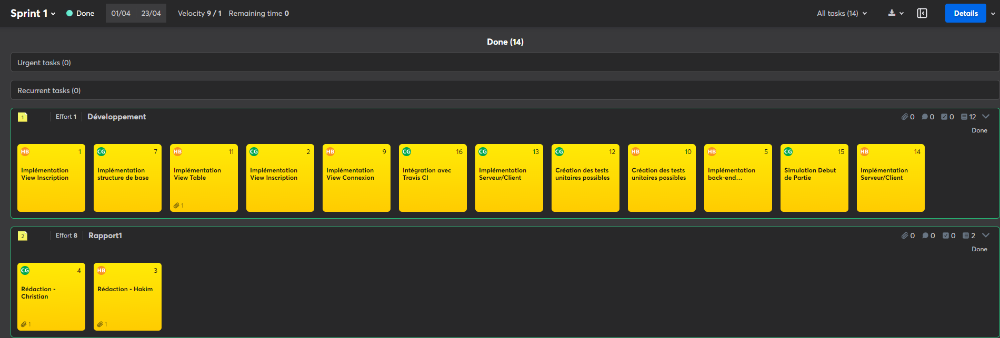 Sprint 1 Done 01/04 23/04 Velocity 9 / 1 Remaining time 0 All tasks (14) Details
Done (14)
Urgent tasks (0)
Recurrent tasks (0)
1 Effort 1 Développement 0 0 0 12
Done
HB 1
Implémentation
View Inscription
CG 7
Implémentation
structure de base
HB 11
Implémentation
View Table
1
CG 2
Implémentation
View Inscription
HB 9
Implémentation
View Connexion
CG 16
Intégration avec
Travis CI
CG 13
Implémentation
Serveur/Client
CG 12
Création des tests
unitaires possibles
HB 10
Création des tests
unitaires possibles
HB 5
Implémentation
back-end...
CG 15
Simulation Debut
de Partie
HB 14
Implémentation
Serveur/Client
2 Effort 8 Rapport1 0 0 0 2
Done
CG 4
Rédaction -
Christian
1
HB 3
Rédaction - Hakim
1